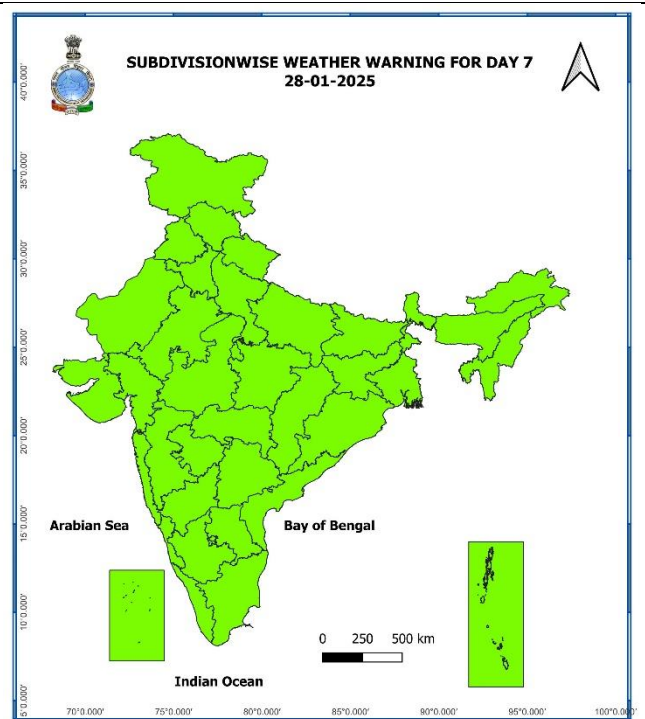 SUBDIVISIONWISE WEATHER WARNING FOR DAY 7
28-01-2025
40°0.000'
35°0.000'
30°0.000'
25°0.000'
20°0.000'
15°0.000'
10°0.000'
5°0.000'
Arabian Sea
Bay of Bengal
0 250 500 km
Indian Ocean
70°0.000' 75°0.000' 80°0.000' 85°0.000' 90°0.000' 95°0.000' 100°0.000'